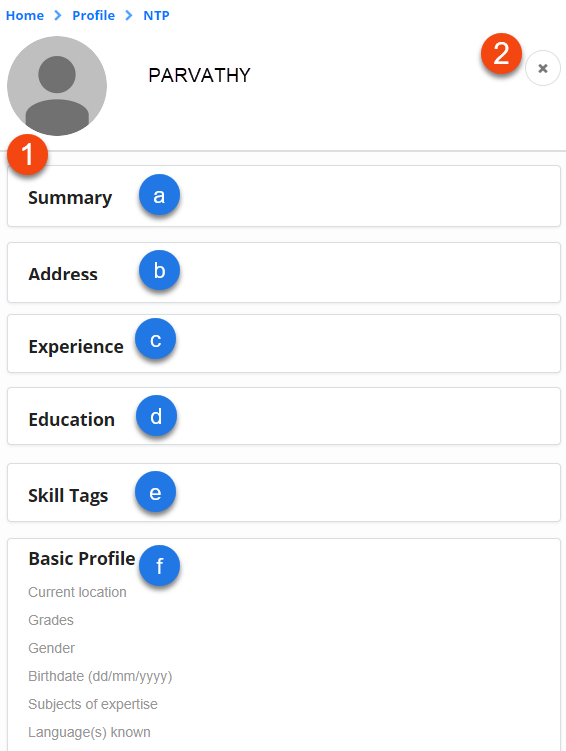 Home > Profile > NTP
PARVATHY
2
×
1
Summary a
Address b
Experience c
Education d
Skill Tags e
Basic Profile f
Current location
Grades
Gender
Birthdate (dd/mm/yyyy)
Subjects of expertise
Language(s) known